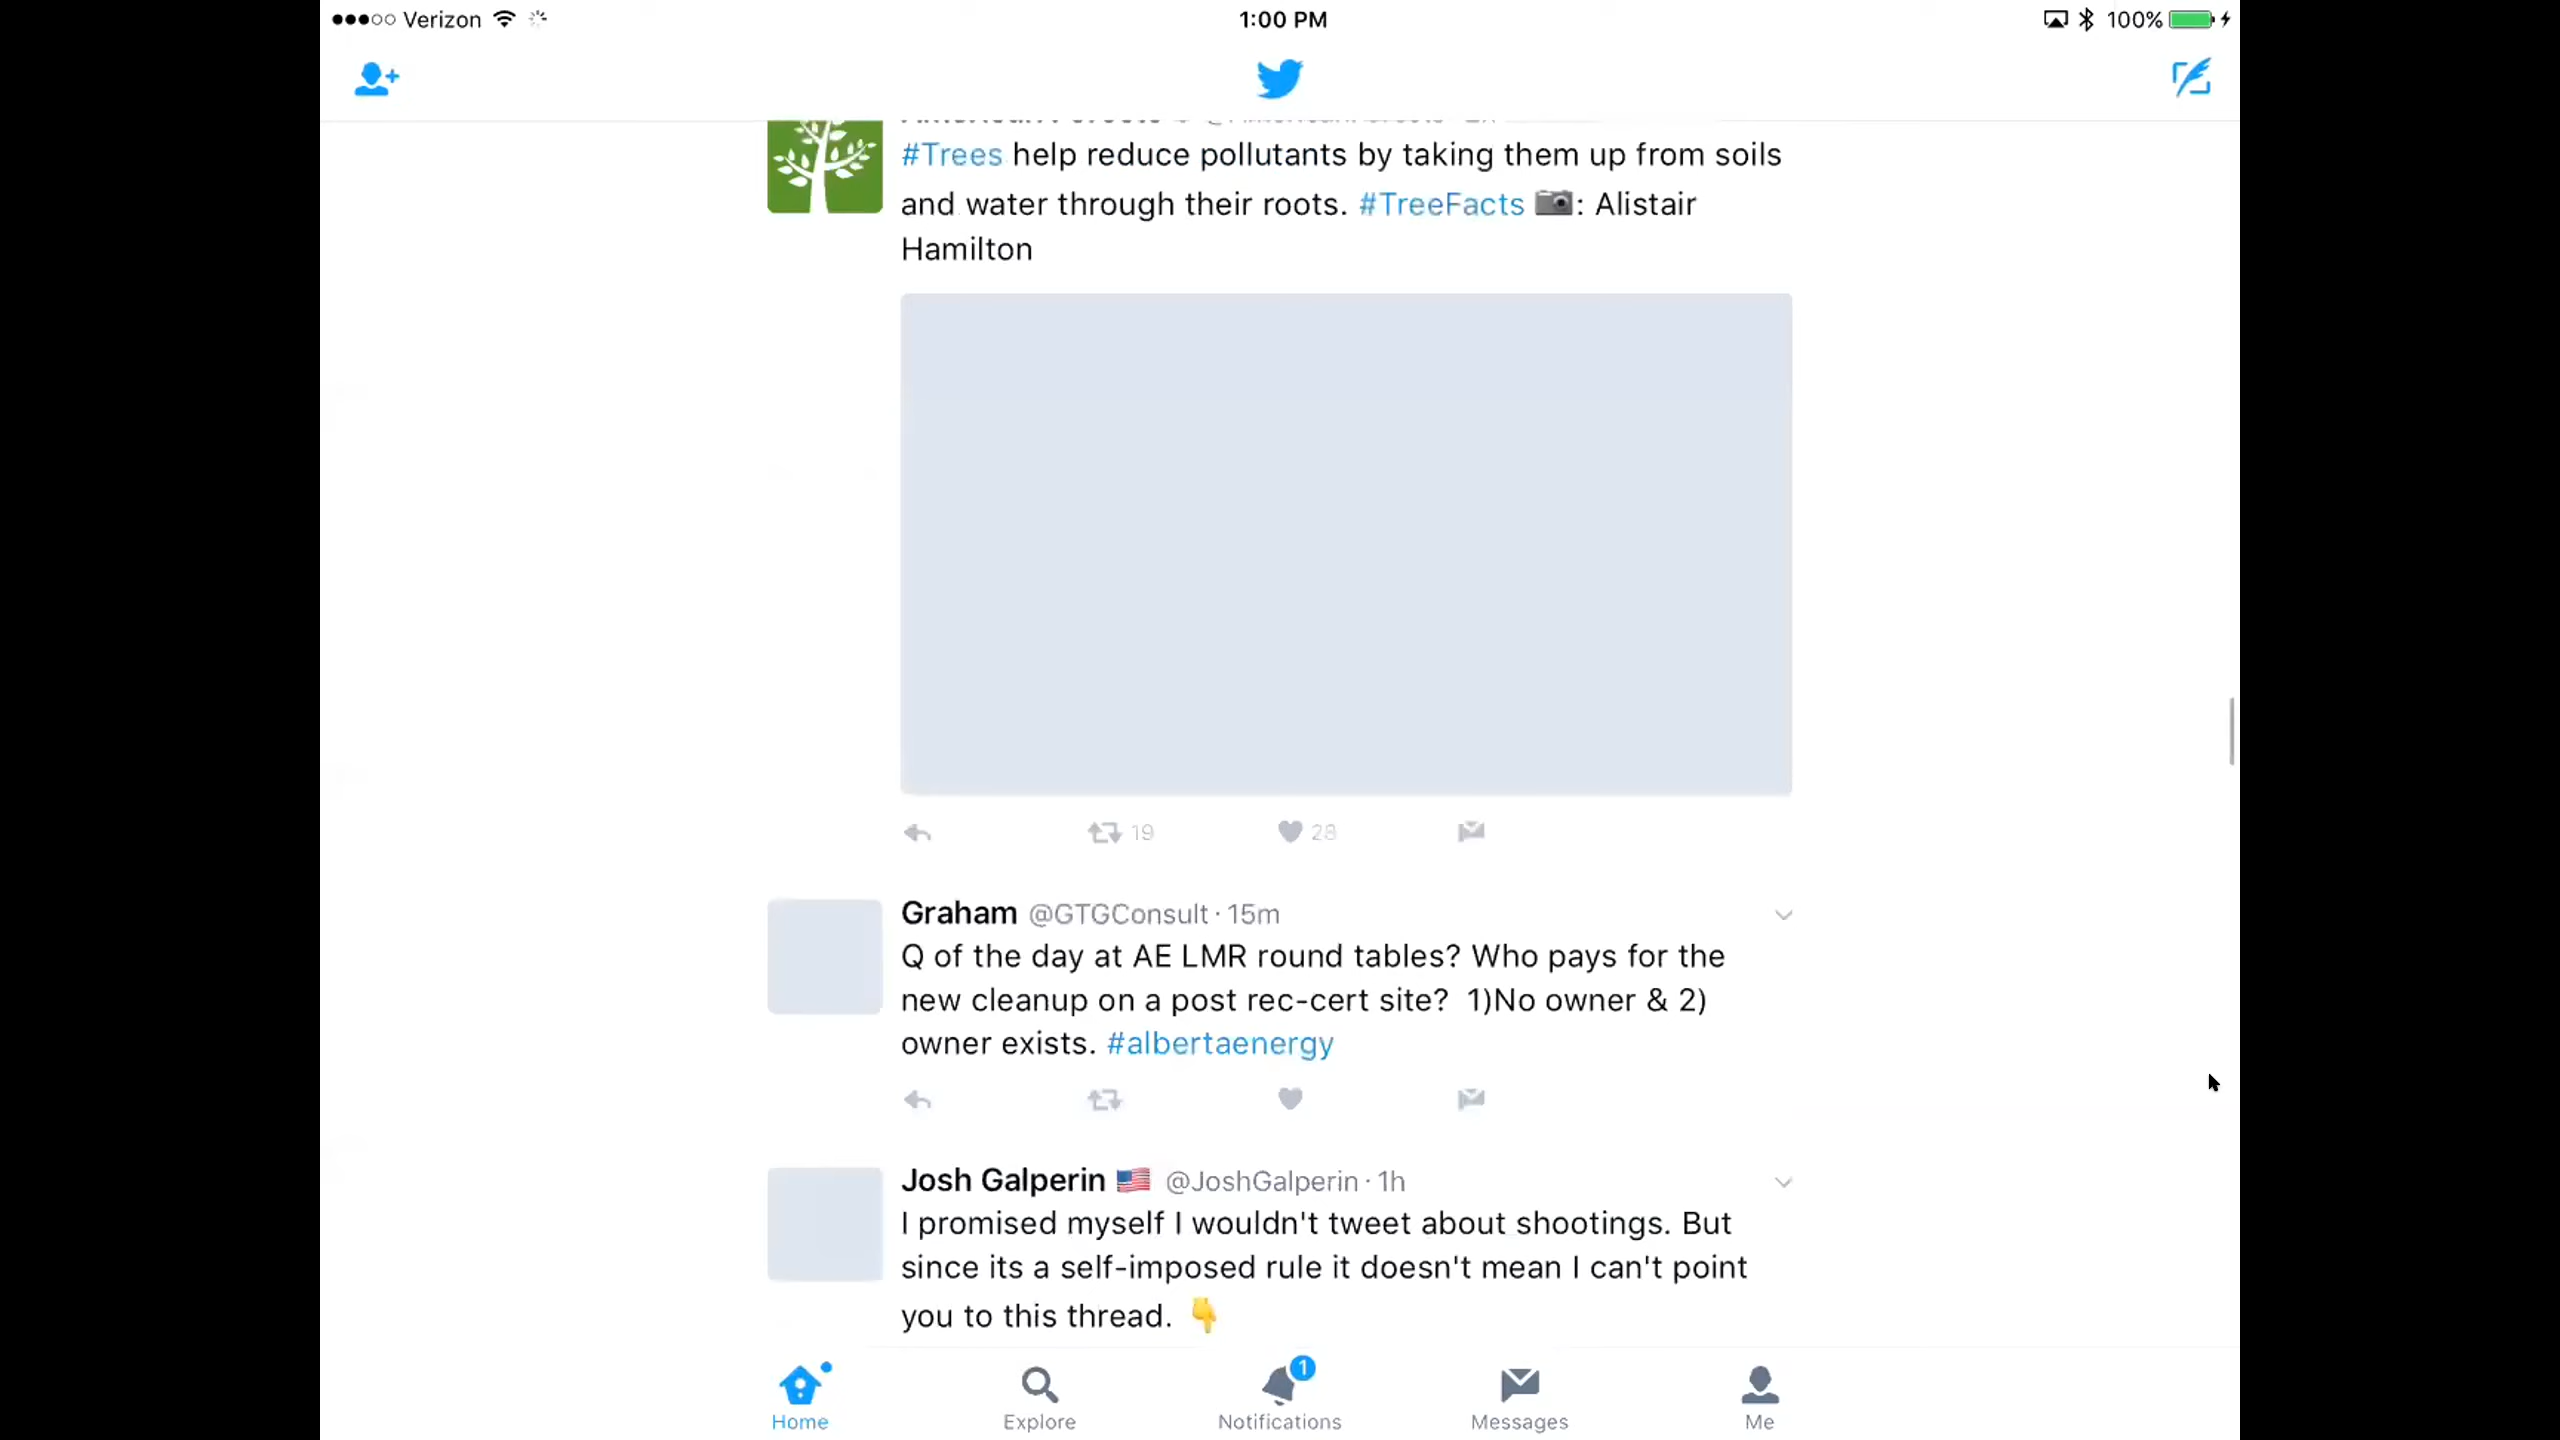 Verizon 1:00 PM 100%
#Trees help reduce pollutants by taking them up from soils
and water through their roots. #TreeFacts 📷: Alistair
Hamilton
19 28
Graham @GTGConsult · 15m
Q of the day at AE LMR round tables? Who pays for the
new cleanup on a post rec-cert site?  1)No owner & 2)
owner exists. #albertaenergy
Josh Galperin 🇺🇸 @JoshGalperin · 1h
I promised myself I wouldn't tweet about shootings. But
since its a self-imposed rule it doesn't mean I can't point
you to this thread. 👇
1
Home Explore Notifications Messages Me